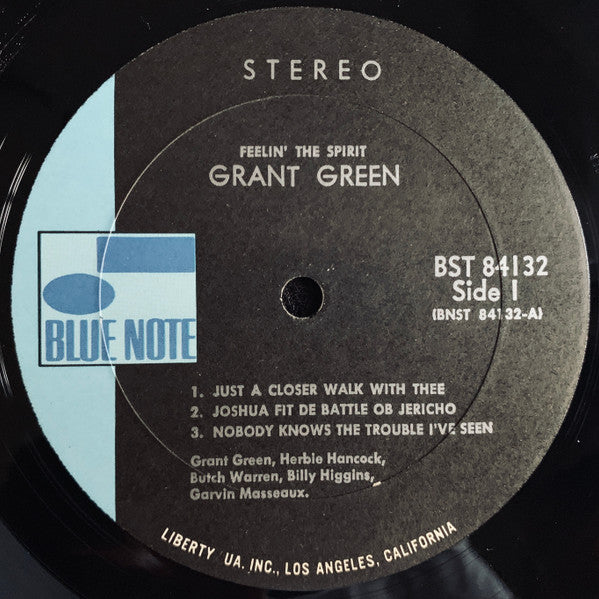 STEREO
FEELIN' THE SPIRIT
GRANT GREEN
BST 84132
Side 1
(BNST 84132-A)
BLUE NOTE
1. JUST A CLOSER WALK WITH THEE
2. JOSHUA FIT DE BATTLE OB JERICHO
3. NOBODY KNOWS THE TROUBLE I'VE SEEN
Grant Green, Herbie Hancock,
Butch Warren, Billy Higgins,
Garvin Masseaux.
LIBERTY UA, INC., LOS ANGELES, CALIFORNIA